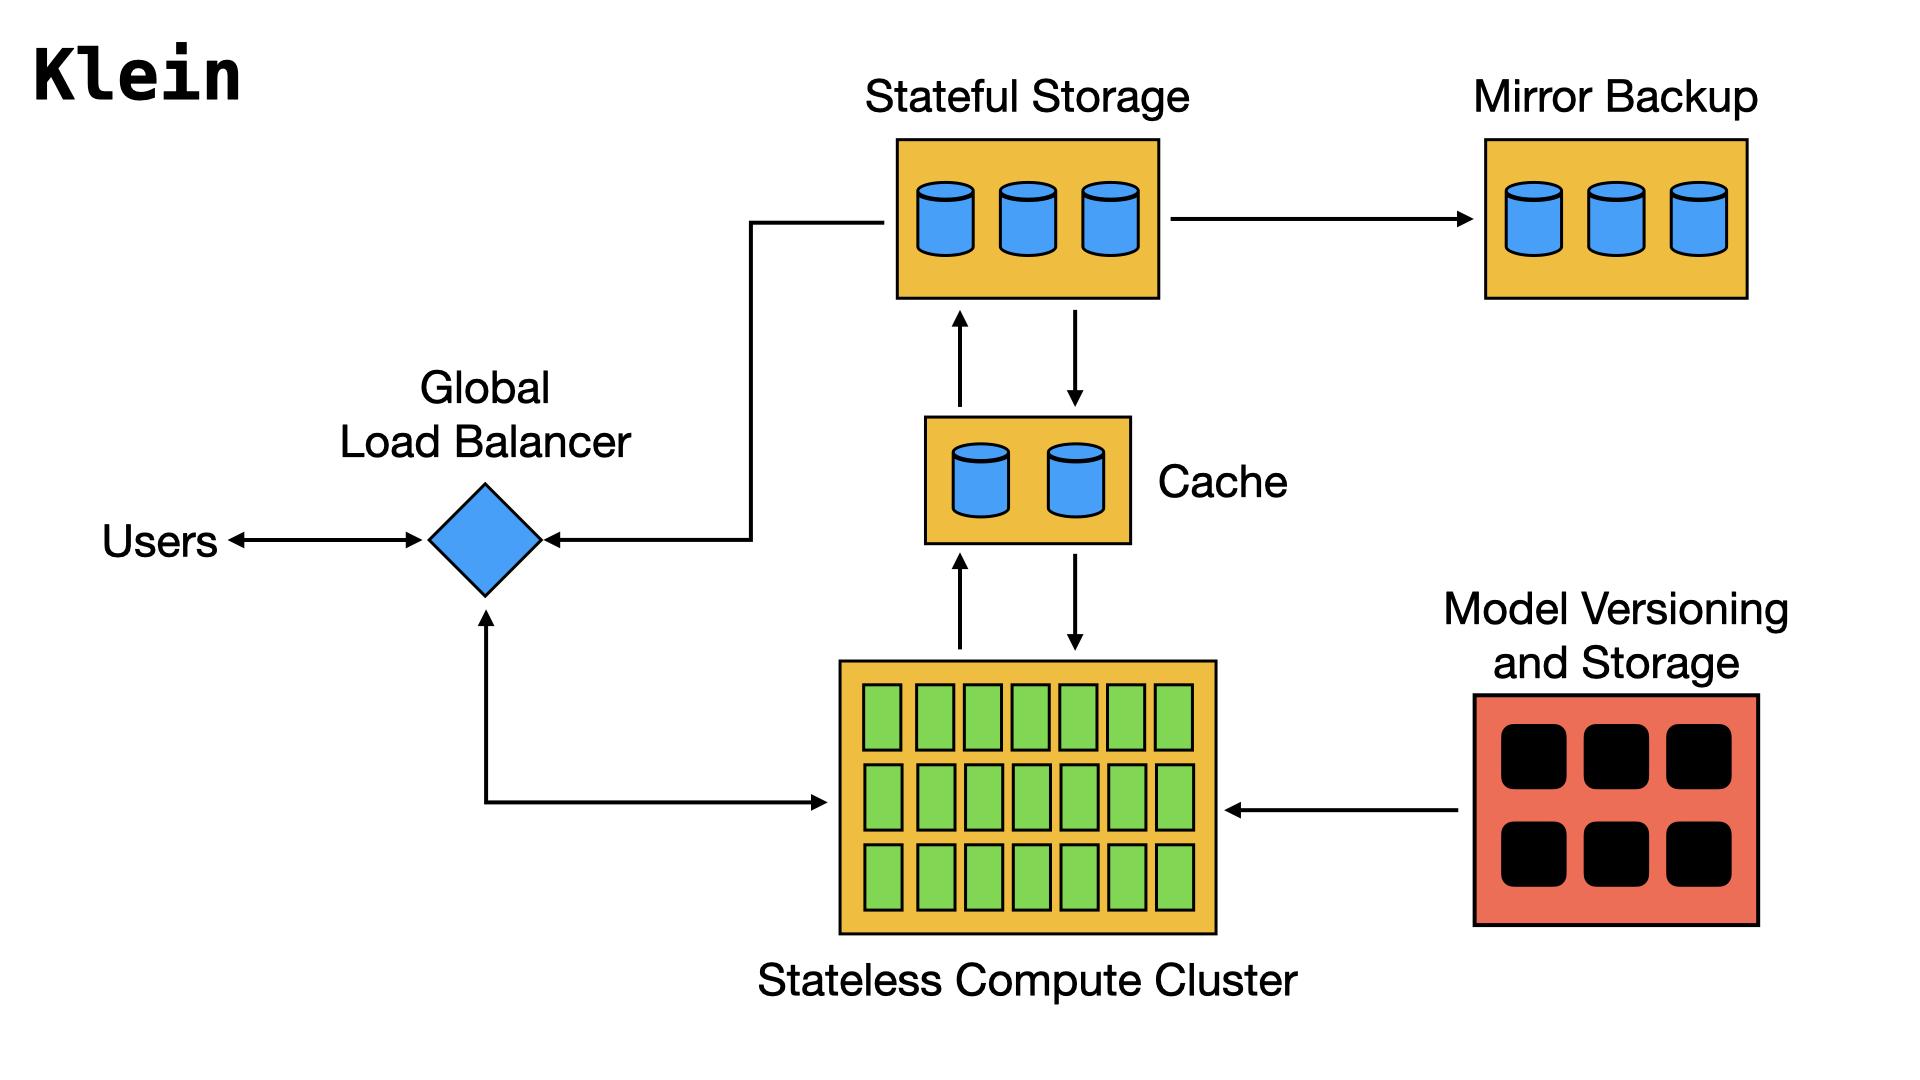 Klein
Stateful Storage
Mirror Backup
Global
Load Balancer
Users
Cache
Model Versioning
and Storage
Stateless Compute Cluster